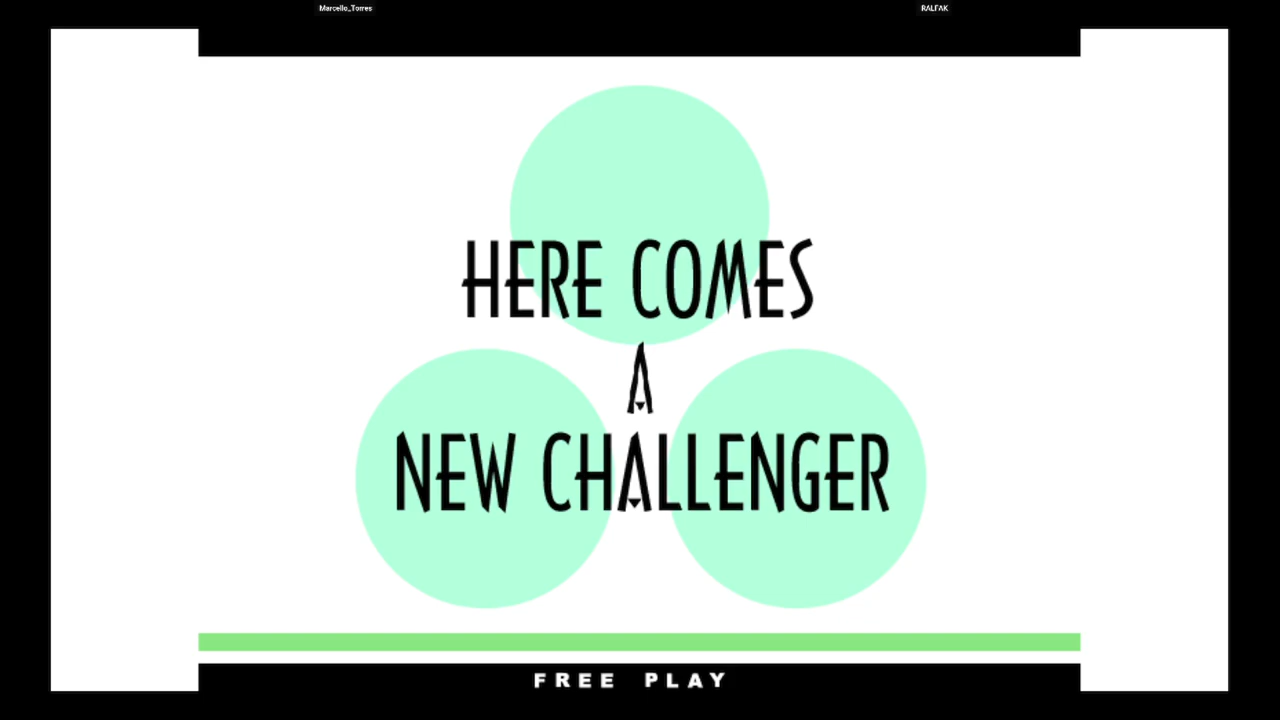 Marcello_Torres
RALFAK
HERE COMES
A
NEW CHALLENGER
FREE PLAY